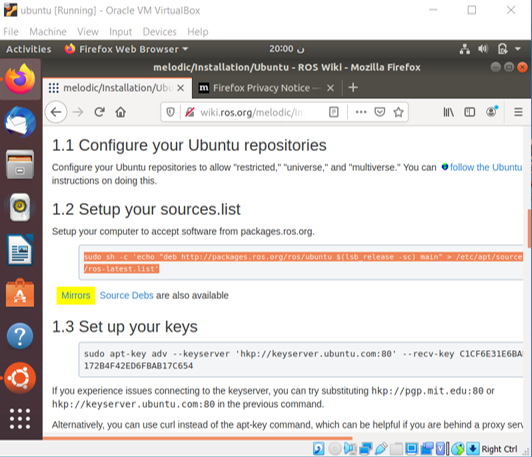 ubuntu [Running] - Oracle VM VirtualBox
File Machine View Input Devices Help
Activities Firefox Web Browser 20:00 ن
melodic/Installation/Ubuntu - ROS Wiki - Mozilla Firefox
melodic/Installation/Ubu Firefox Privacy Notice —
wiki.ros.org/melodic/In
1.1 Configure your Ubuntu repositories
Configure your Ubuntu repositories to allow "restricted," "universe," and "multiverse." You can follow the Ubuntu
instructions on doing this.
1.2 Setup your sources.list
Setup your computer to accept software from packages.ros.org.
sudo sh -c 'echo "deb http://packages.ros.org/ros/ubuntu $(lsb_release -sc) main" > /etc/apt/source
/ros-latest.list'
Mirrors Source Debs are also available
1.3 Set up your keys
sudo apt-key adv --keyserver 'hkp://keyserver.ubuntu.com:80' --recv-key C1CF6E31E6BA
172B4F42ED6FBAB17C654
If you experience issues connecting to the keyserver, you can try substituting hkp://pgp.mit.edu:80 or
hkp://keyserver.ubuntu.com:80 in the previous command.
Alternatively, you can use curl instead of the apt-key command, which can be helpful if you are behind a proxy serv
Right Ctrl